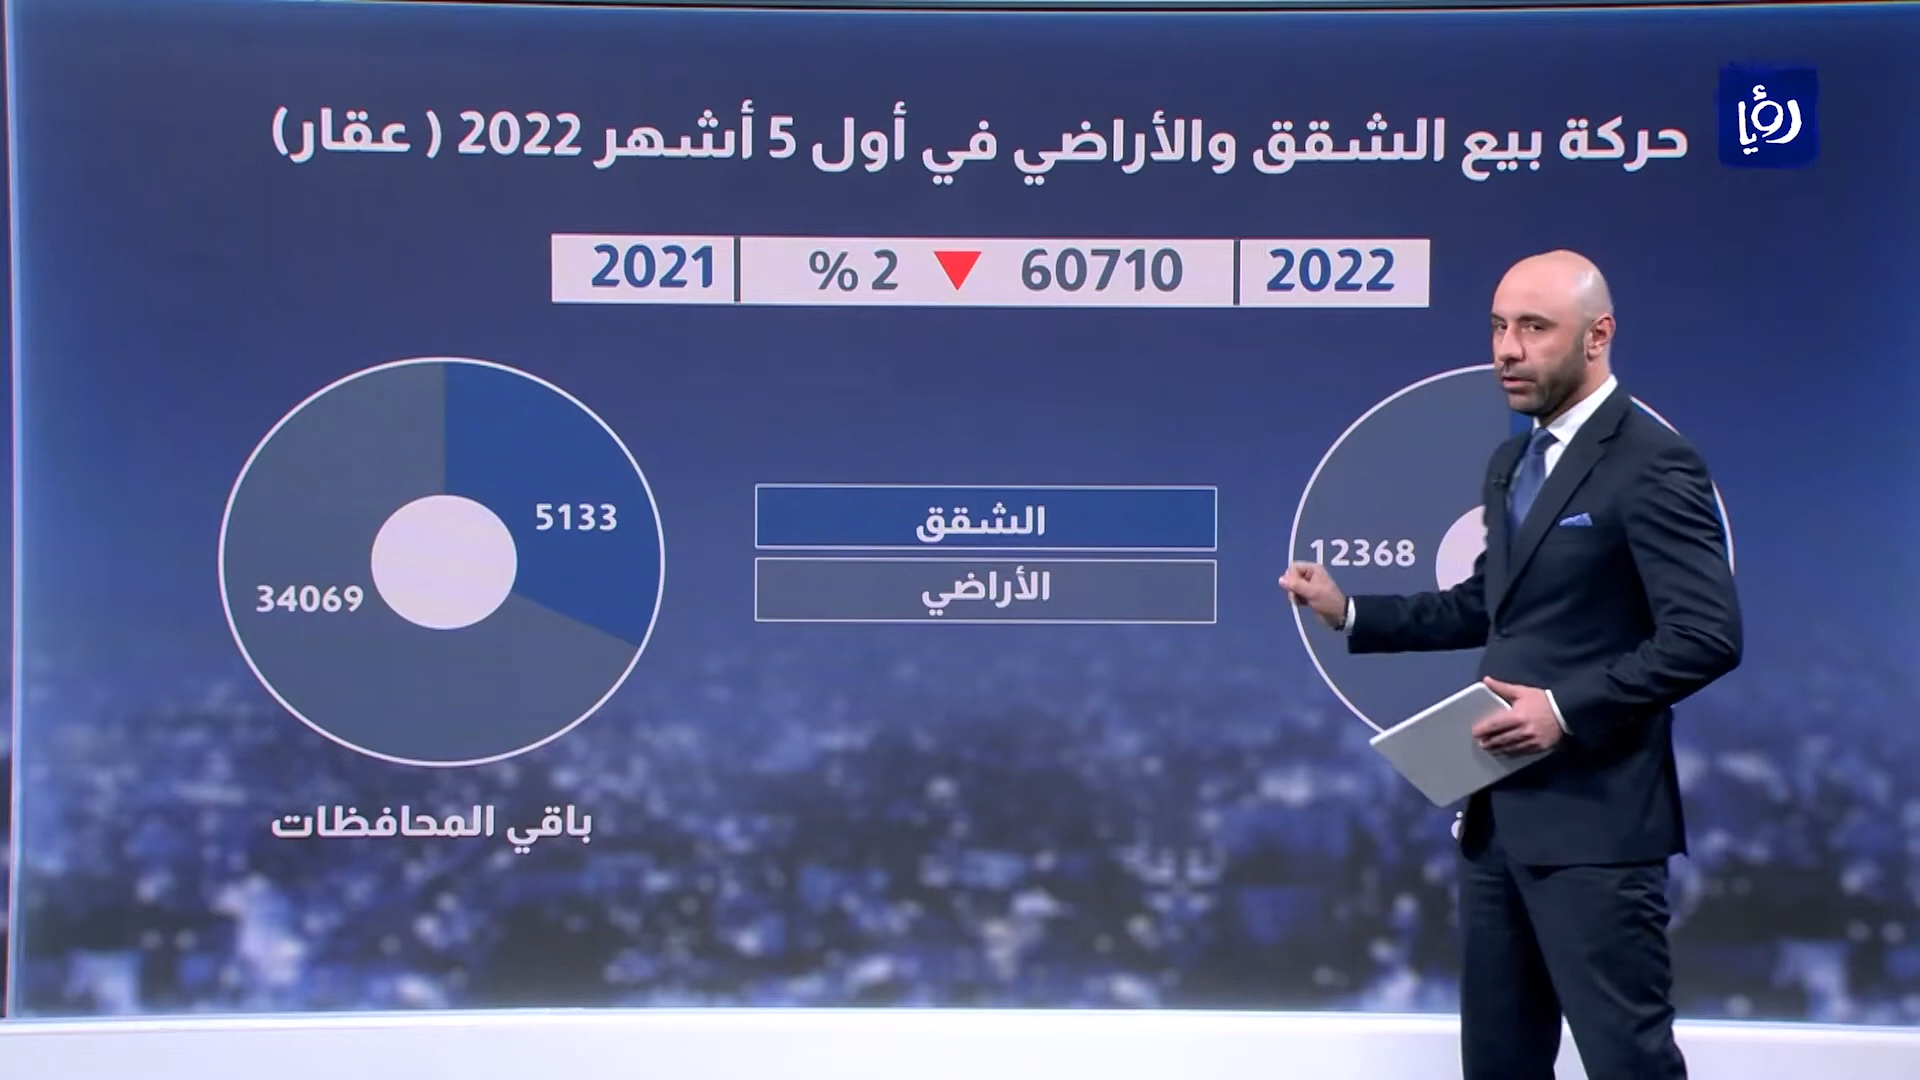 رؤيا
حركة بيع الشقق والأراضي في أول 5 أشهر 2022 ( عقار)
2022 60710 ▼ 2 % 2021
12368
الشقق
الأراضي
5133
34069
باقي المحافظات